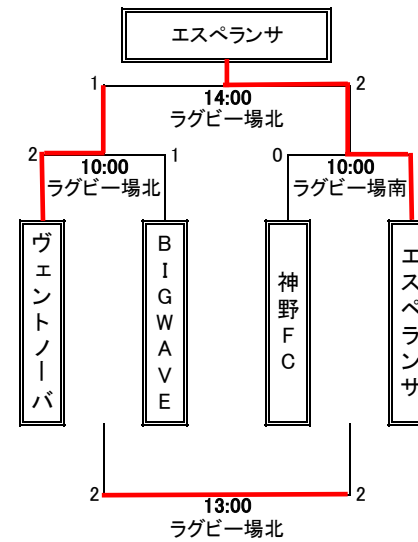 エスペランサ
1
2
14:00
ラグビー場北
2
1
0
10:00
ラグビー場北
10:00
ラグビー場南
ヴェントノーバ
BIGWAVE
神野FC
エスペランサ
2
2
13:00
ラグビー場北